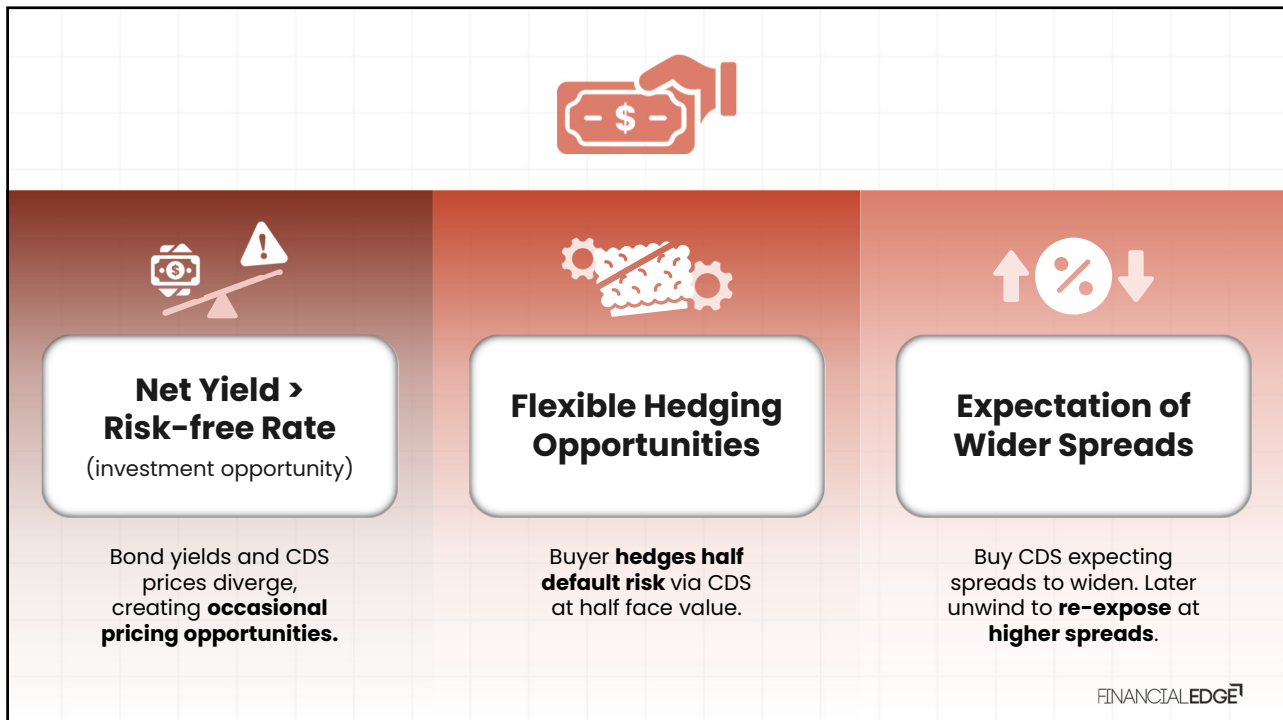 $
$
!
%
Net Yield >
Risk-free Rate
(investment opportunity)
Bond yields and CDS
prices diverge,
creating occasional
pricing opportunities.
Flexible Hedging
Opportunities
Buyer hedges half
default risk via CDS
at half face value.
Expectation of
Wider Spreads
Buy CDS expecting
spreads to widen. Later
unwind to re-expose at
higher spreads.
FINANCIALEDGE